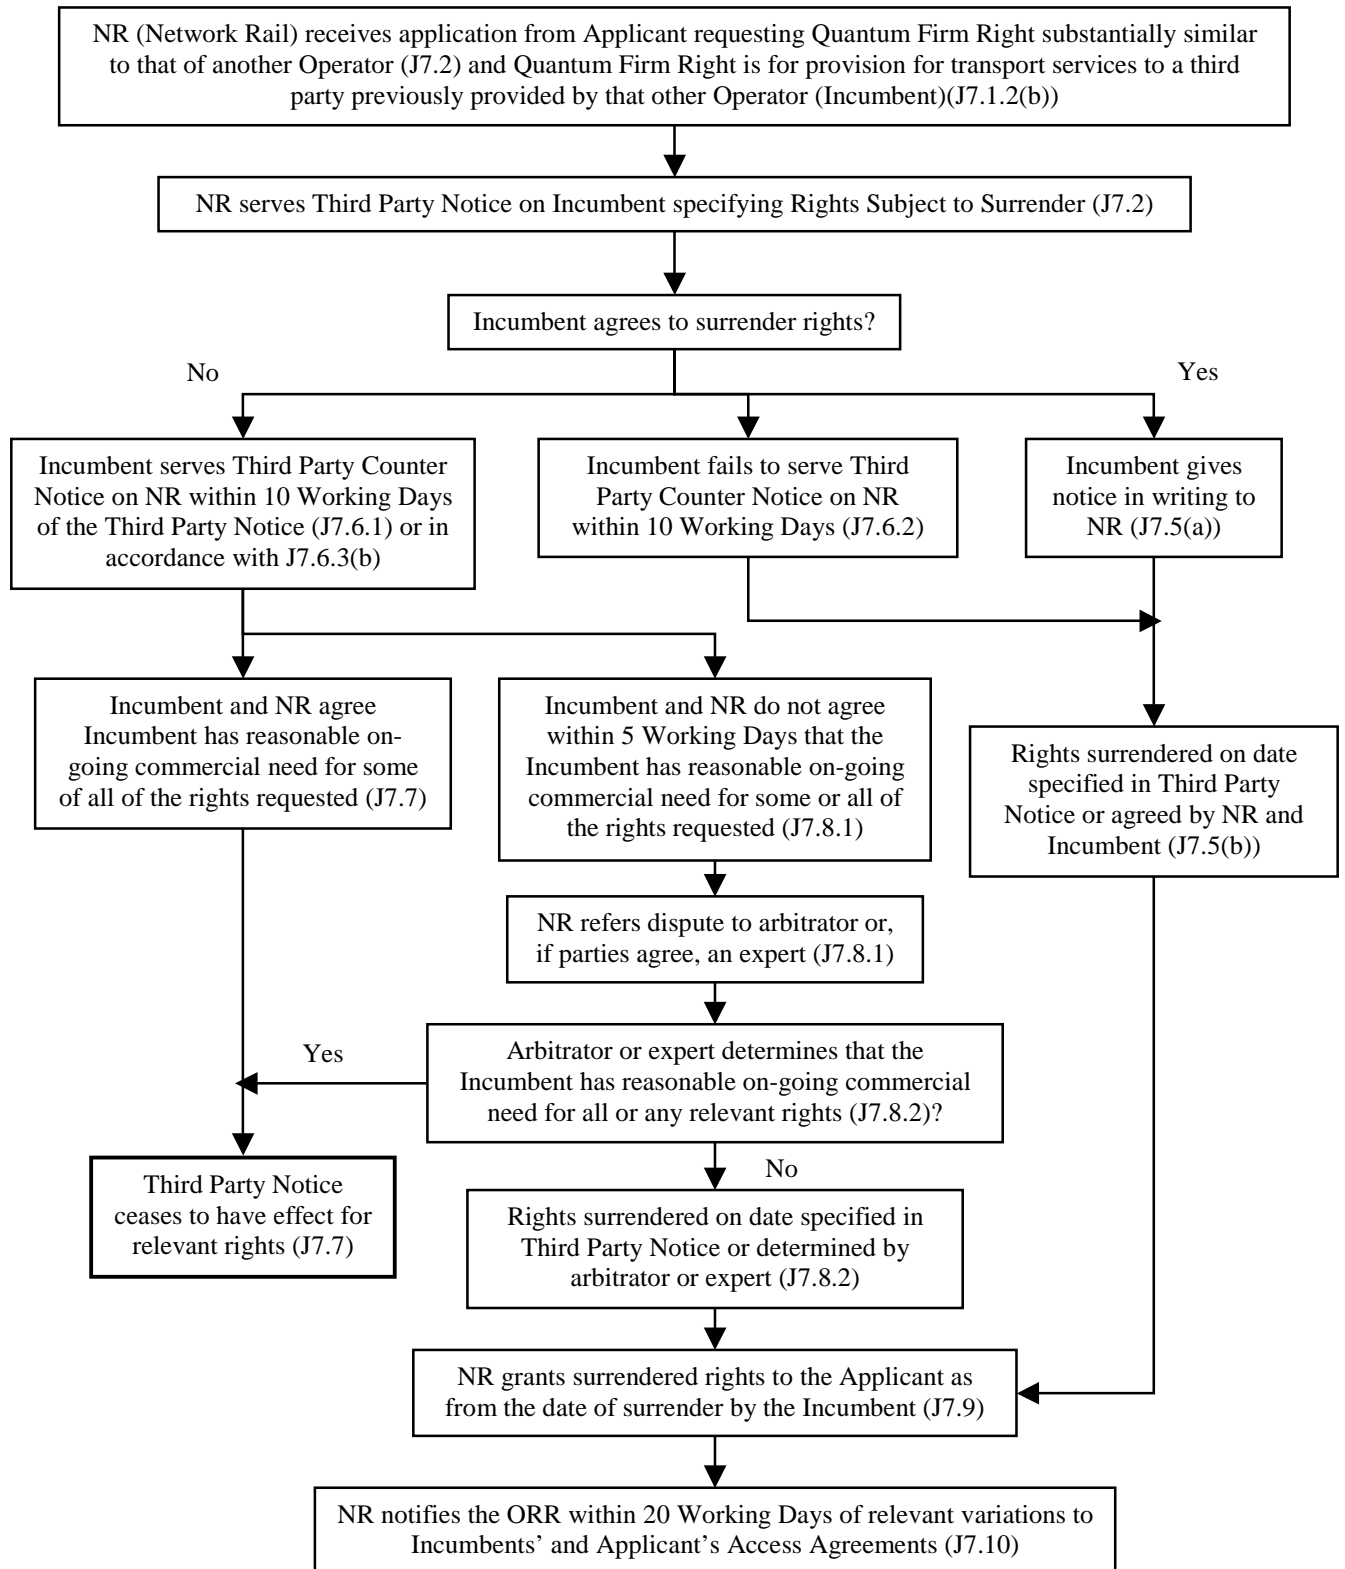 NR (Network Rail) receives application from Applicant requesting Quantum Firm Right substantially similar
to that of another Operator (J7.2) and Quantum Firm Right is for provision for transport services to a third
party previously provided by that other Operator (Incumbent)(J7.1.2(b))
NR serves Third Party Notice on Incumbent specifying Rights Subject to Surrender (J7.2)
Incumbent agrees to surrender rights?
No
Yes
Incumbent serves Third Party Counter
Notice on NR within 10 Working Days
of the Third Party Notice (J7.6.1) or in
accordance with J7.6.3(b)
Incumbent fails to serve Third
Party Counter Notice on NR
within 10 Working Days (J7.6.2)
Incumbent gives
notice in writing to
NR (J7.5(a))
Incumbent and NR agree
Incumbent has reasonable on-
going commercial need for some
of all of the rights requested (J7.7)
Incumbent and NR do not agree
within 5 Working Days that the
Incumbent has reasonable on-going
commercial need for some or all of
the rights requested (J7.8.1)
Rights surrendered on date
specified in Third Party
Notice or agreed by NR and
Incumbent (J7.5(b))
NR refers dispute to arbitrator or,
if parties agree, an expert (J7.8.1)
Yes
Arbitrator or expert determines that the
Incumbent has reasonable on-going commercial
need for all or any relevant rights (J7.8.2)?
No
Third Party Notice
ceases to have effect for
relevant rights (J7.7)
Rights surrendered on date specified in
Third Party Notice or determined by
arbitrator or expert (J7.8.2)
NR grants surrendered rights to the Applicant as
from the date of surrender by the Incumbent (J7.9)
NR notifies the ORR within 20 Working Days of relevant variations to
Incumbents’ and Applicant’s Access Agreements (J7.10)